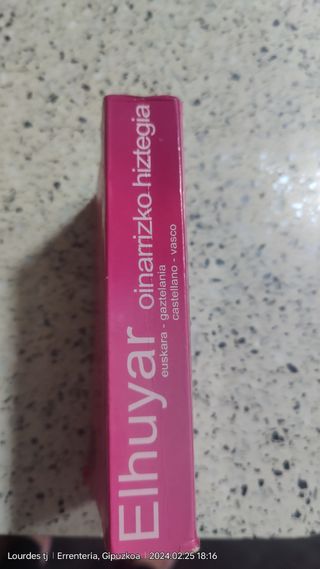 Elhuyar oinarrizko hiztegia
euskara - gaztelania
castellano - vasco
Lourdes tj | Errenteria, Gipuzkoa | 2024.02.25 18:16